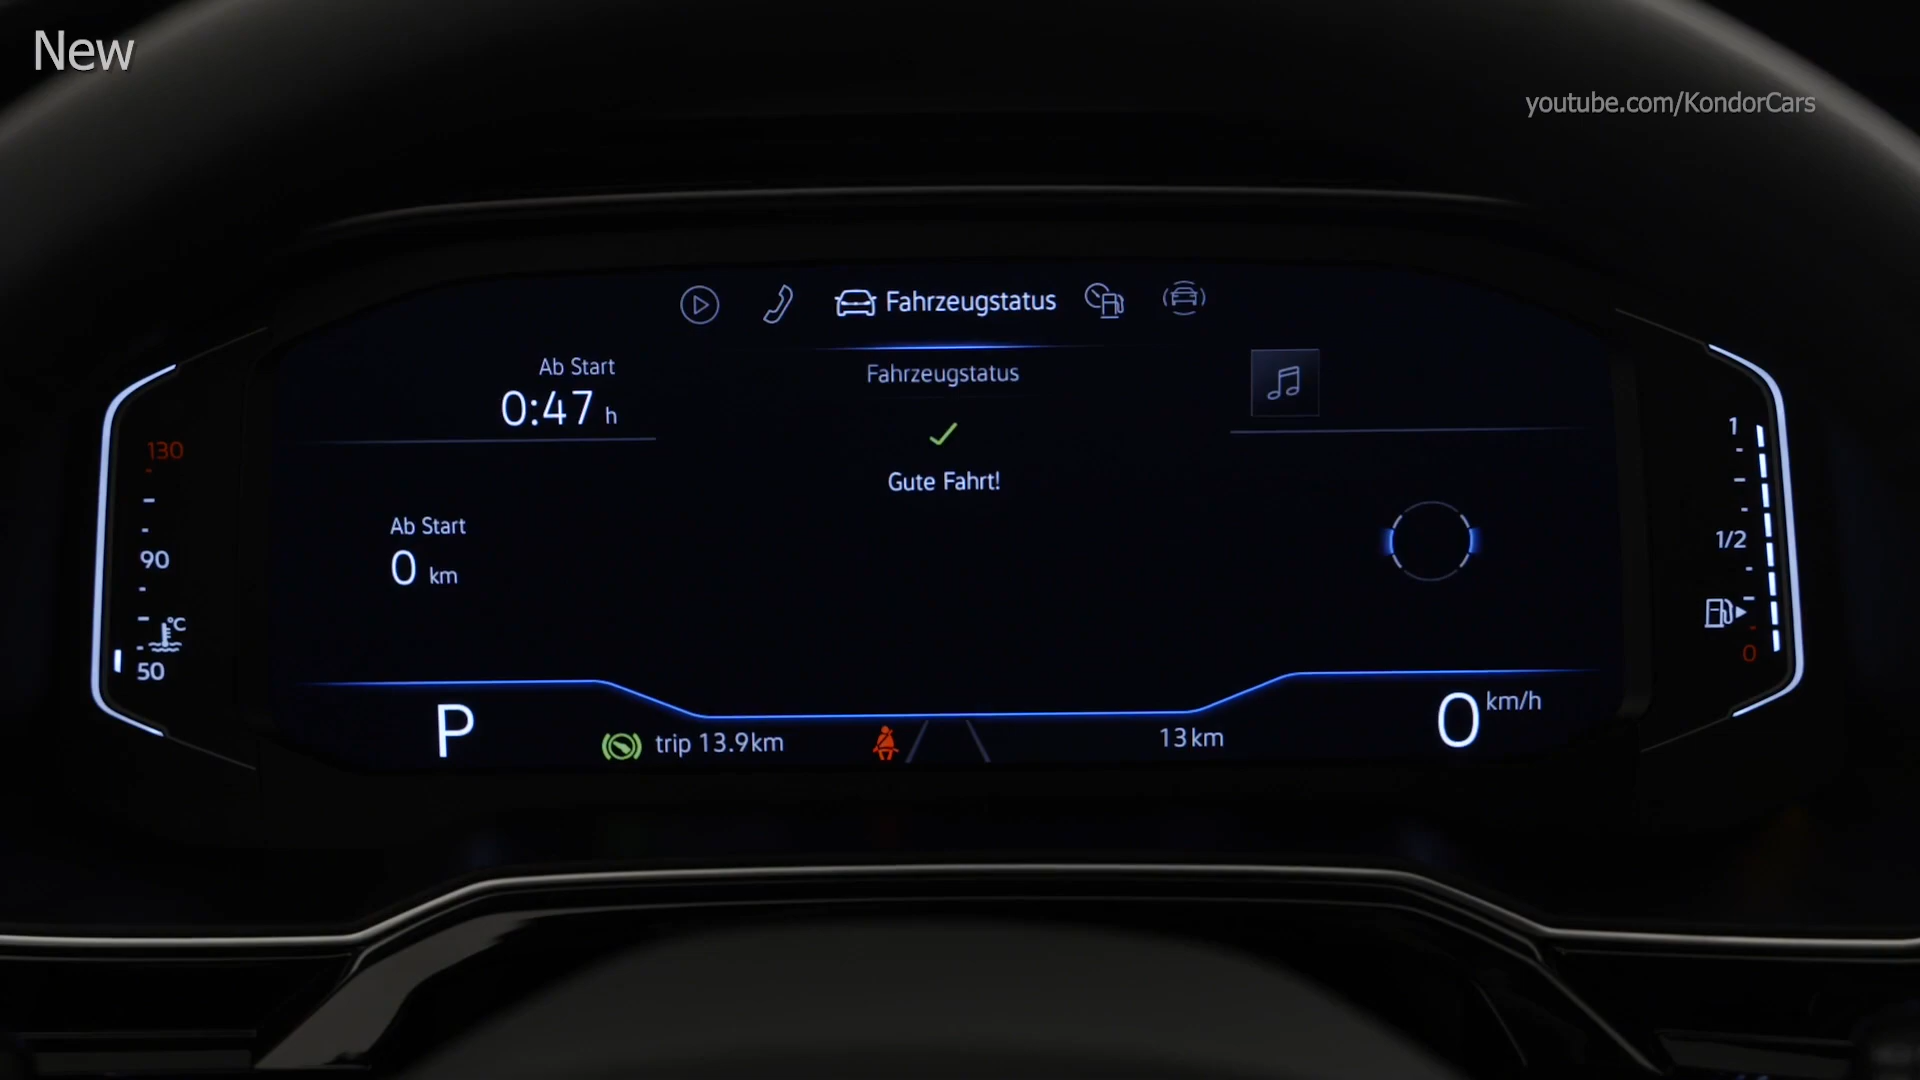 New
youtube.com/KondorCars
Fahrzeugstatus
Ab Start
0:47 h
Fahrzeugstatus
Gute Fahrt!
Ab Start
0 km
130
90
°C
50
1
1/2
0
P
trip 13.9km
13km
0 km/h